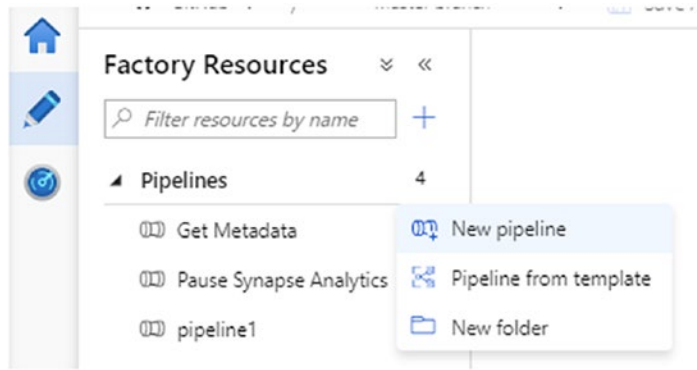 Factory Resources
Filter resources by name
Pipelines 4
Get Metadata
New pipeline
Pause Synapse Analytics
Pipeline from template
pipeline1
New folder